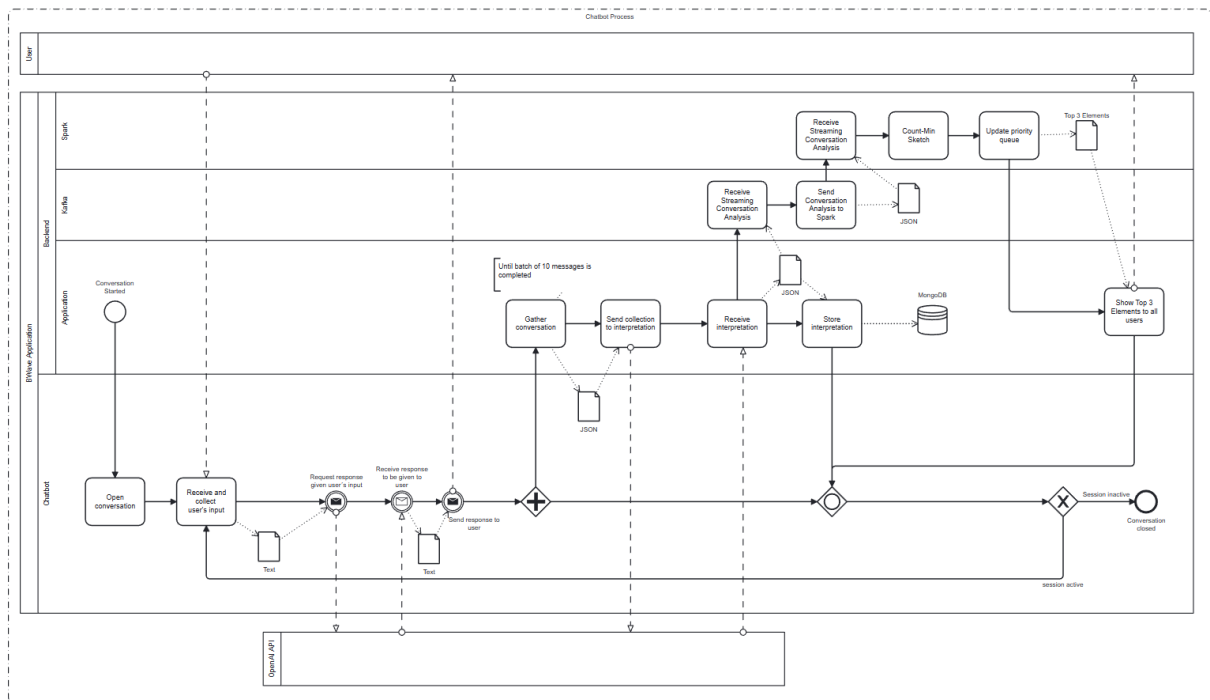 Chatbot Process
User
BWave Application
Backend
Spark
Kafka
Application
Chatbot
Receive
Streaming
Conversation
Analysis
Count-Min
Sketch
Update priority
queue
Top 3 Elements
Receive
Streaming
Conversation
Analysis
Send
Conversation
Analysis to
Spark
JSON
Until batch of 10 messages is
completed
Conversation
Started
JSON
MongoDB
Gather
conversation
Send collection
to interpretation
Receive
interpretation
Store
interpretation
Show Top 3
Elements to all
users
JSON
Open
conversation
Receive and
collect
user's input
Request response
given user's input
Receive response
to be given to
user
Send response to
user
Text
Text
Session inactive
Conversation
closed
session active
OpenAI API